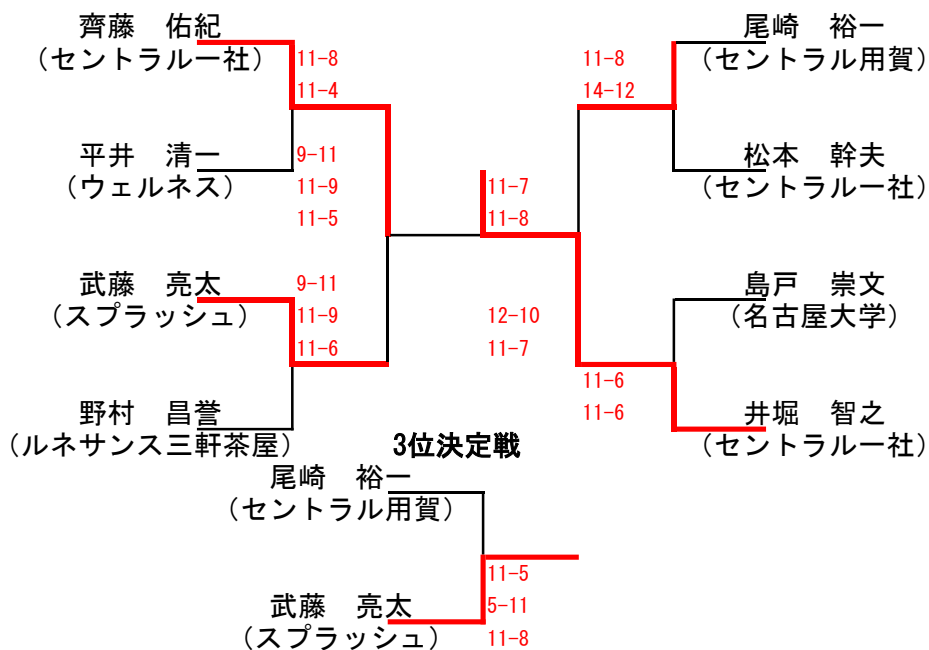 齊藤　佑紀
（セントラル一社）
11-8
11-4
平井　清一
（ウェルネス）
9-11
11-9
11-5
武藤　亮太
（スプラッシュ）
9-11
11-9
11-6
野村　昌誉
（ルネサンス三軒茶屋）
11-7
11-8
12-10
11-7
尾崎　裕一
（セントラル用賀）
11-8
14-12
松本　幹夫
（セントラル一社）
島戸　崇文
（名古屋大学）
11-6
11-6
井堀　智之
（セントラル一社）
3位決定戦
尾崎　裕一
（セントラル用賀）
武藤　亮太
（スプラッシュ）
11-5
5-11
11-8